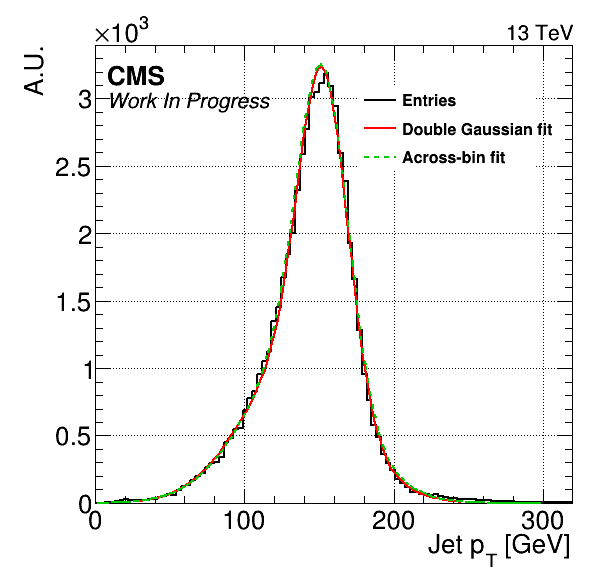 ×10³
13 TeV
A.U.
CMS
Work In Progress
Entries
Double Gaussian fit
Across-bin fit
3
2.5
2
1.5
1
0.5
0
0 100 200 300
Jet p_T [GeV]